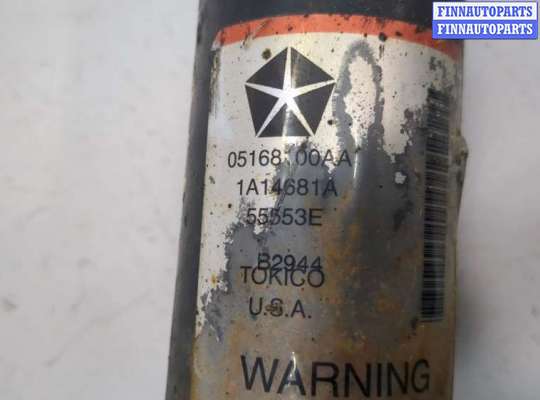 FINNAUTOPARTS
FINNAUTOPARTS
1A14681A
55553E
B2944
TOKICO
U.S.A.
WARNING